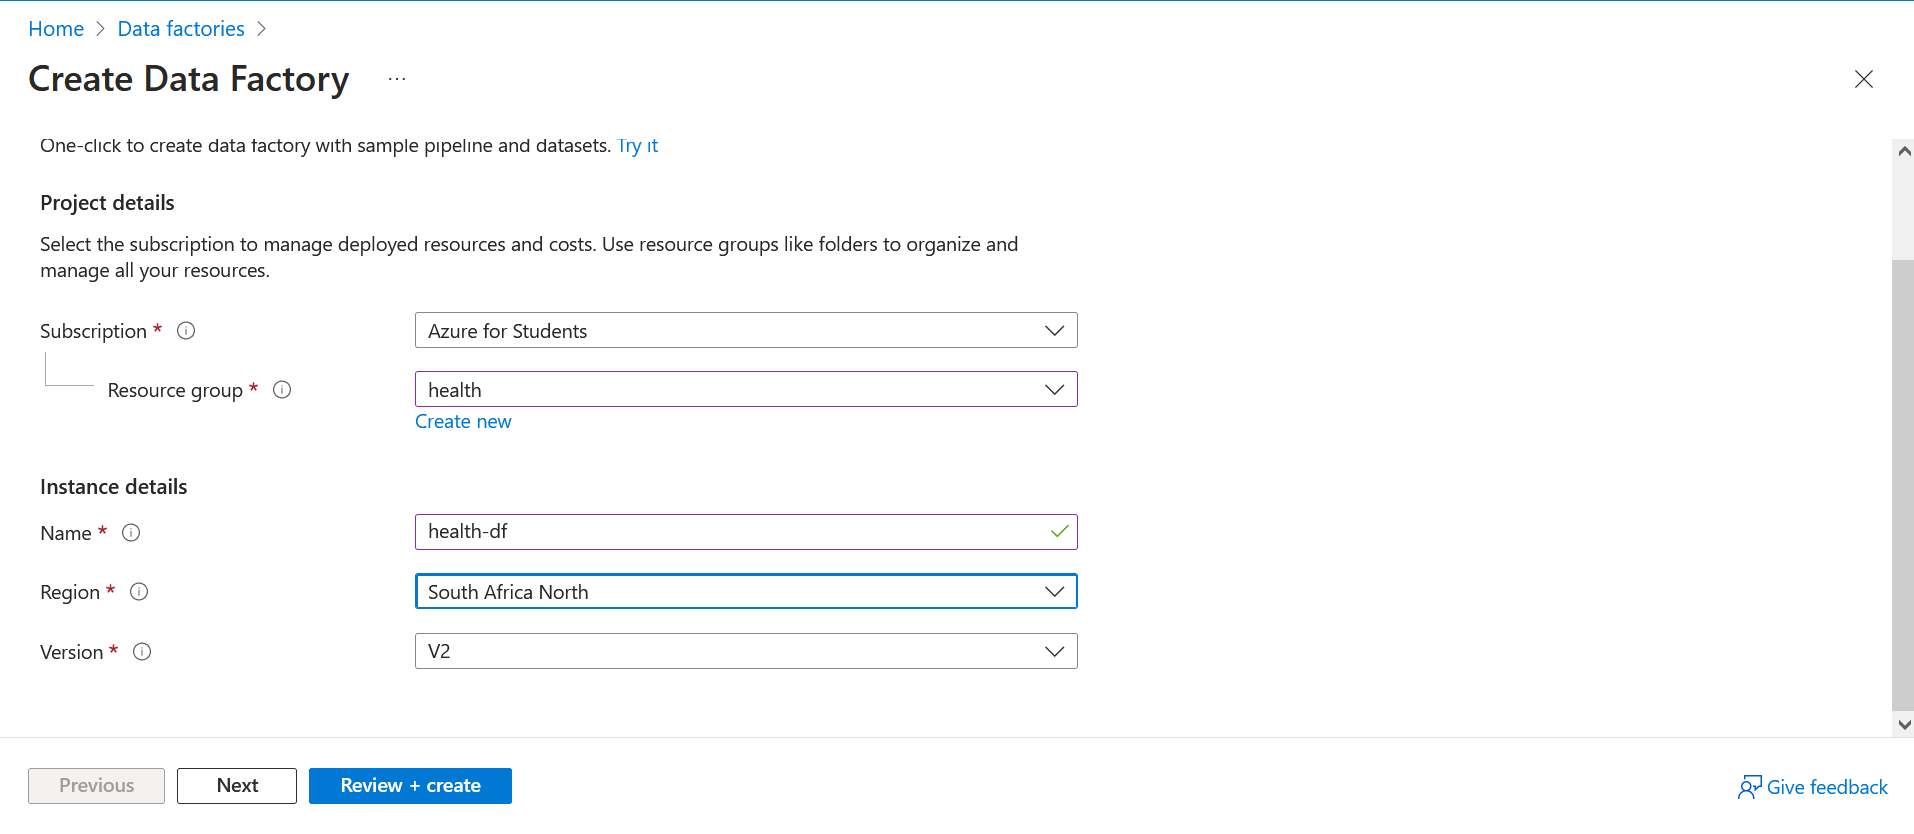 Home > Data factories >
Create Data Factory ...
One-click to create data factory with sample pipeline and datasets. Try it
Project details
Select the subscription to manage deployed resources and costs. Use resource groups like folders to organize and
manage all your resources.
Subscription * Azure for Students
Resource group * health
Create new
Instance details
Name * health-df
Region * South Africa North
Version * V2
Previous Next Review + create Give feedback